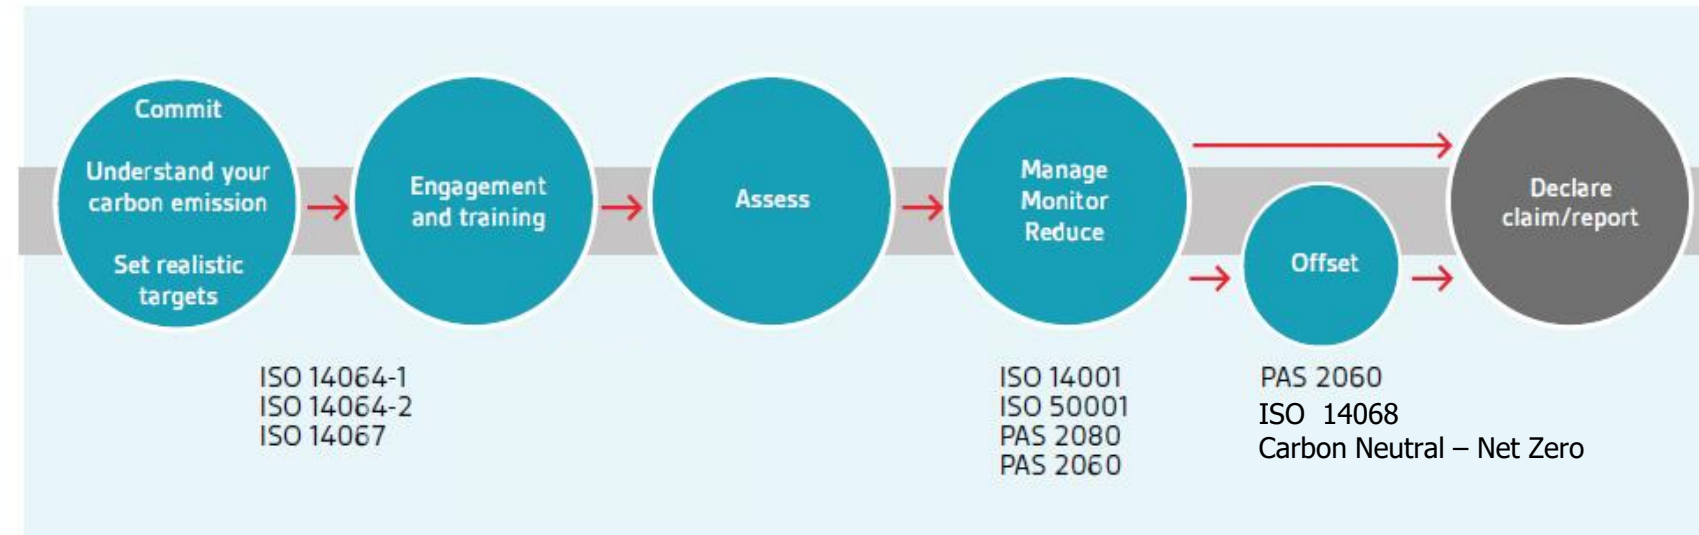 Commit
Understand your
carbon emission
Set realistic
targets
Engagement
and training
Assess
Manage
Monitor
Reduce
Offset
Declare
claim/report
ISO 14064-1
ISO 14064-2
ISO 14067
ISO 14001
ISO 50001
PAS 2080
PAS 2060
PAS 2060
ISO  14068
Carbon Neutral – Net Zero